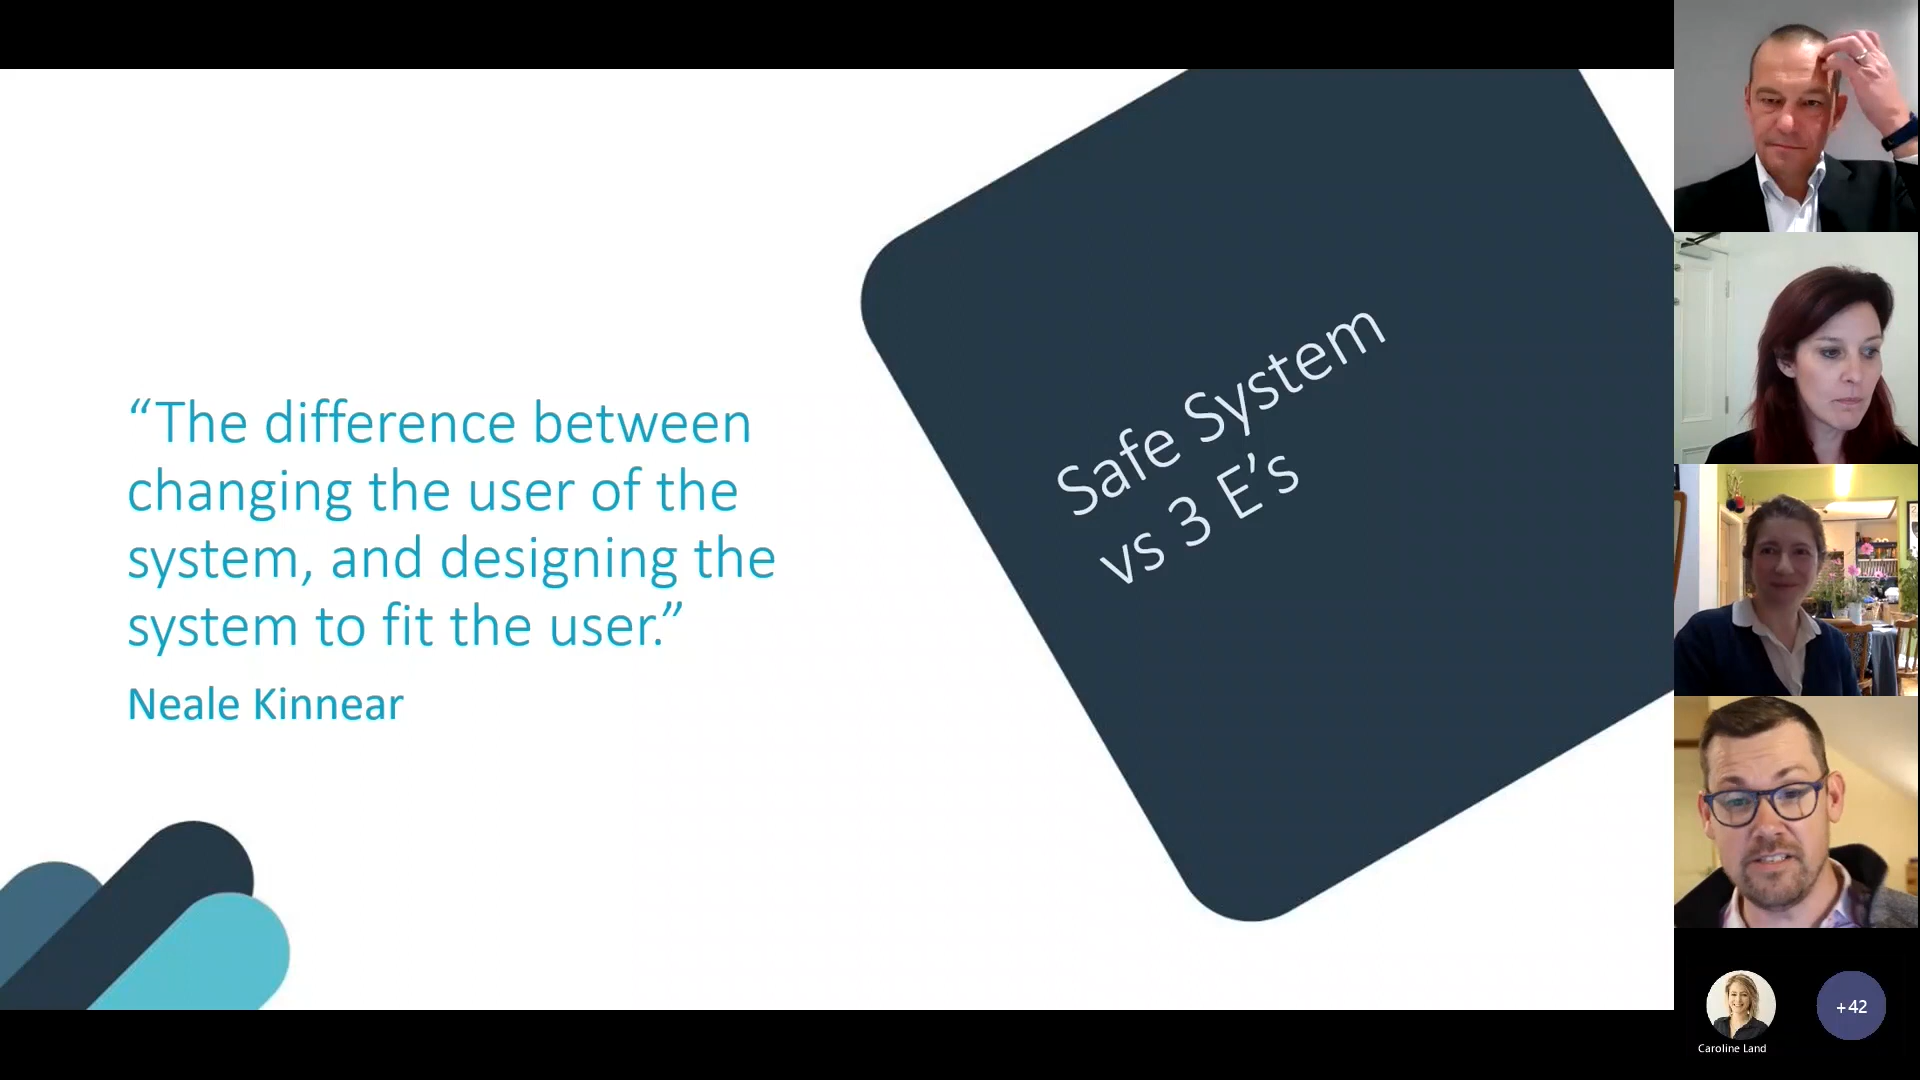 “The difference between
changing the user of the
system, and designing the
system to fit the user.”
Neale Kinnear
Safe System
vs 3 E’s
Caroline Land
+42